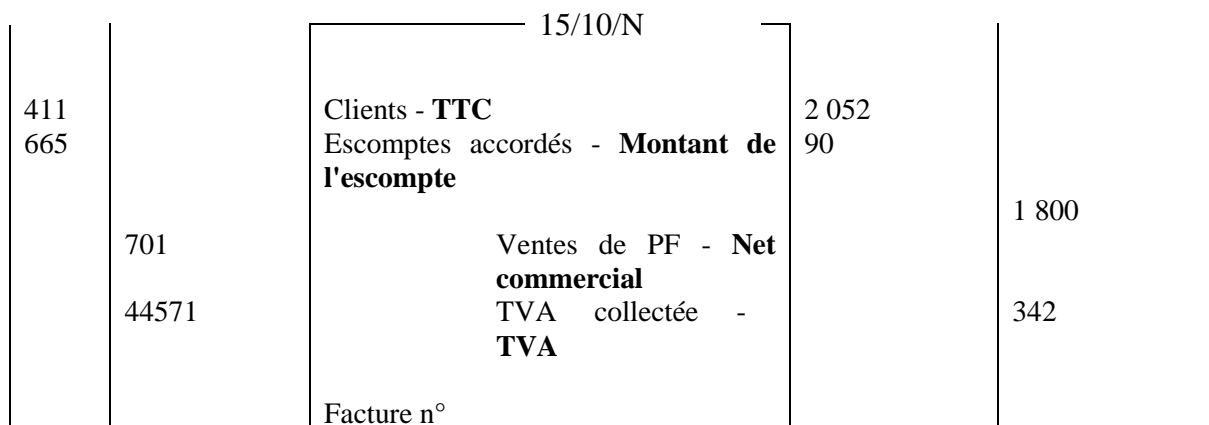 15/10/N
411 Clients - TTC 2 052
665 Escomptes accordés - Montant de 90
l'escompte
1 800
701 Ventes de PF - Net
commercial
44571 TVA collectée - 342
TVA
Facture n°